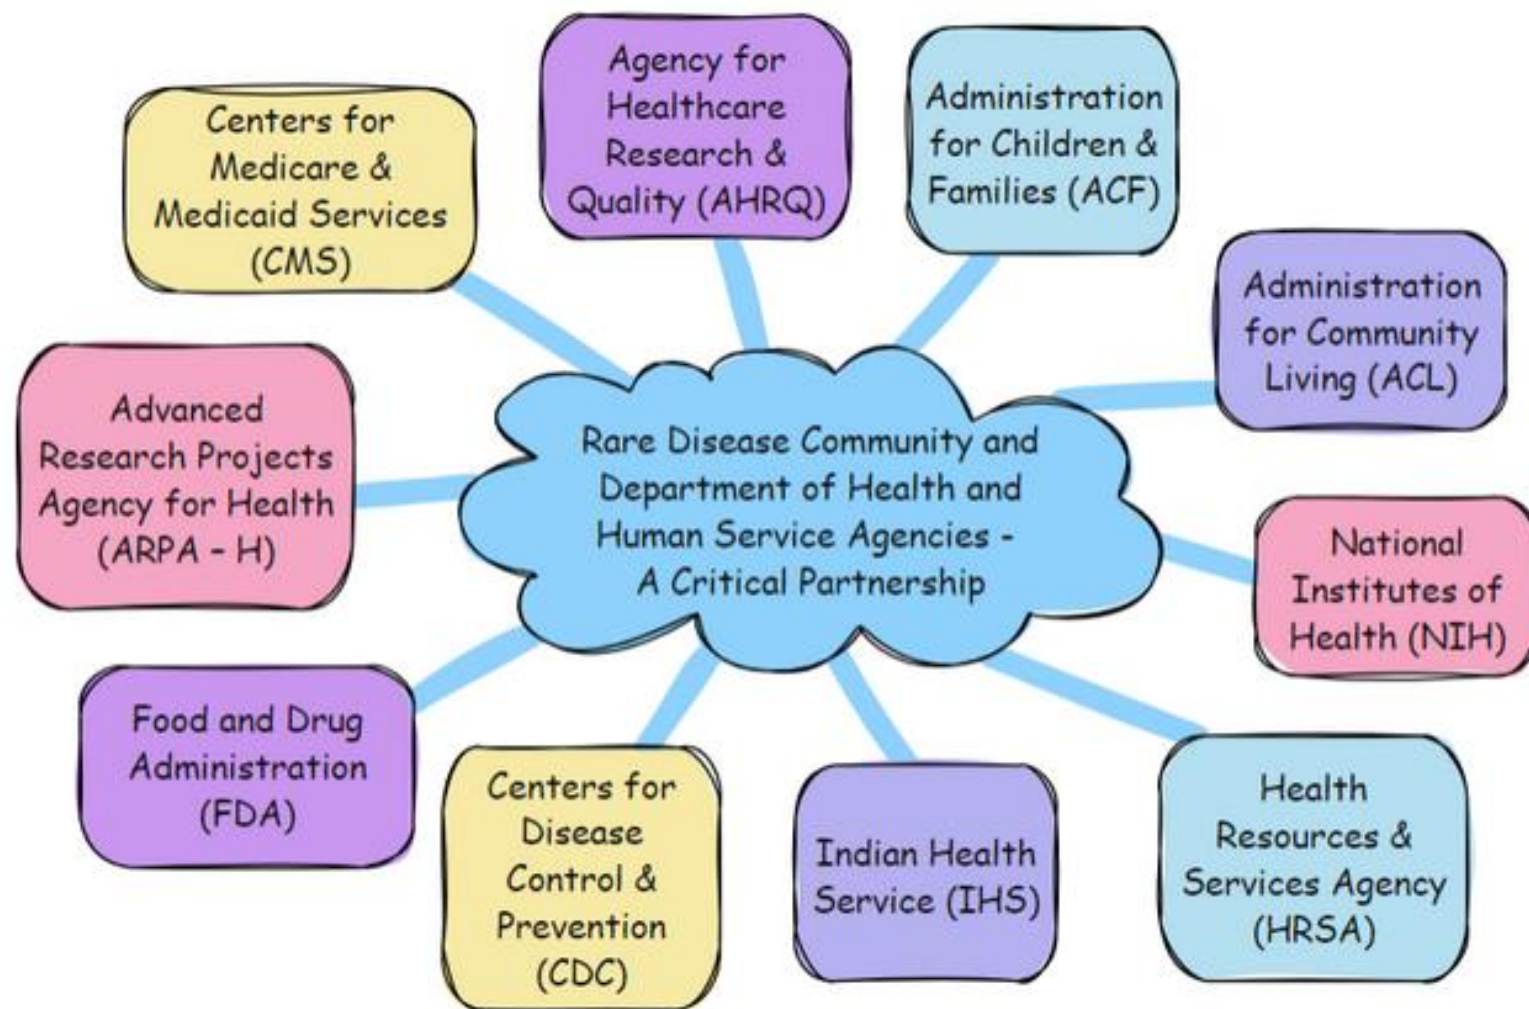 Centers for
Medicare &
Medicaid Services
(CMS)
Agency for
Healthcare
Research &
Quality (AHRQ)
Administration
for Children &
Families (ACF)
Administration
for Community
Living (ACL)
Advanced
Research Projects
Agency for Health
(ARPA – H)
Rare Disease Community and
Department of Health and
Human Service Agencies -
A Critical Partnership
National
Institutes of
Health (NIH)
Food and Drug
Administration
(FDA)
Centers for
Disease
Control &
Prevention
(CDC)
Indian Health
Service (IHS)
Health
Resources &
Services Agency
(HRSA)